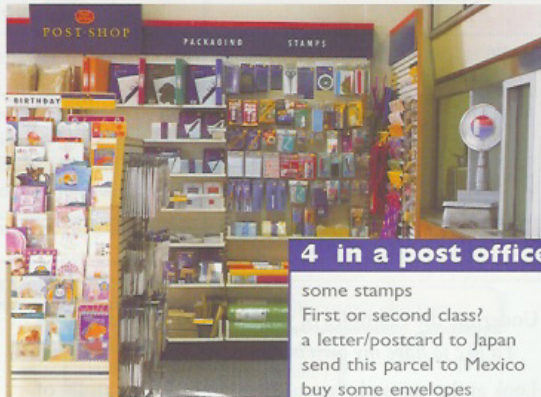 POST·SHOP
PACKAGING STAMPS
BIRTHDAY
4 in a post office
some stamps
First or second class?
a letter/postcard to Japan
send this parcel to Mexico
buy some envelopes